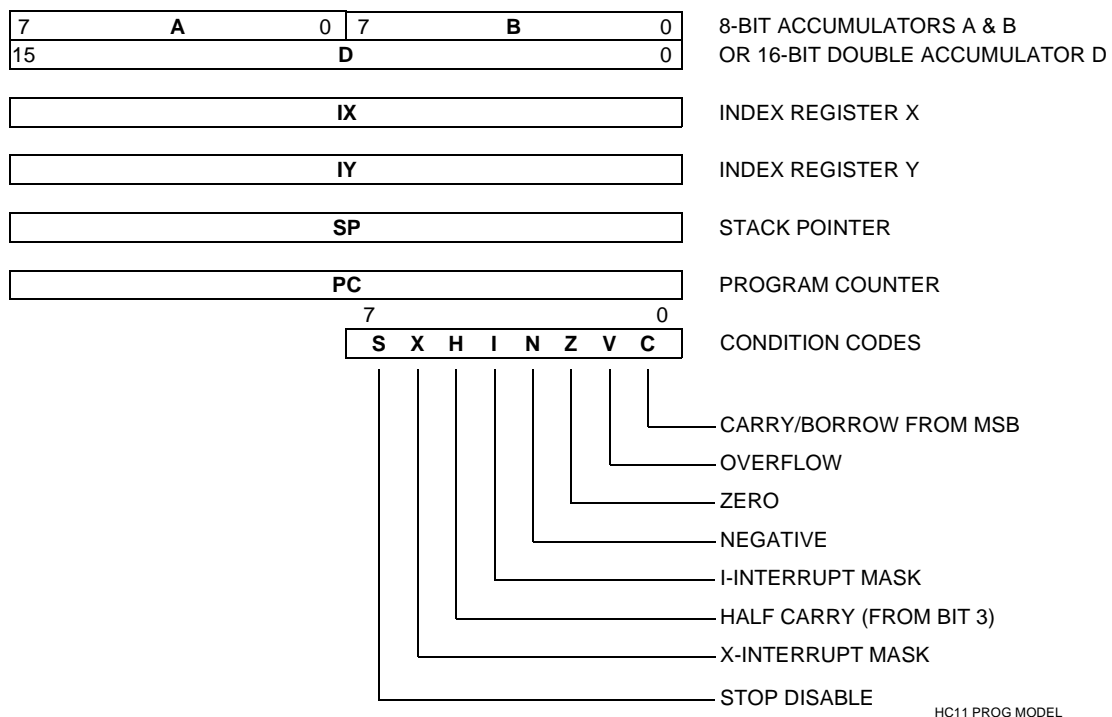 7 A 0 7 B 0 8-BIT ACCUMULATORS A & B
15 D 0 OR 16-BIT DOUBLE ACCUMULATOR D
IX INDEX REGISTER X
IY INDEX REGISTER Y
SP STACK POINTER
PC PROGRAM COUNTER
7 0
S X H I N Z V C CONDITION CODES
CARRY/BORROW FROM MSB
OVERFLOW
ZERO
NEGATIVE
I-INTERRUPT MASK
HALF CARRY (FROM BIT 3)
X-INTERRUPT MASK
STOP DISABLE
HC11 PROG MODEL